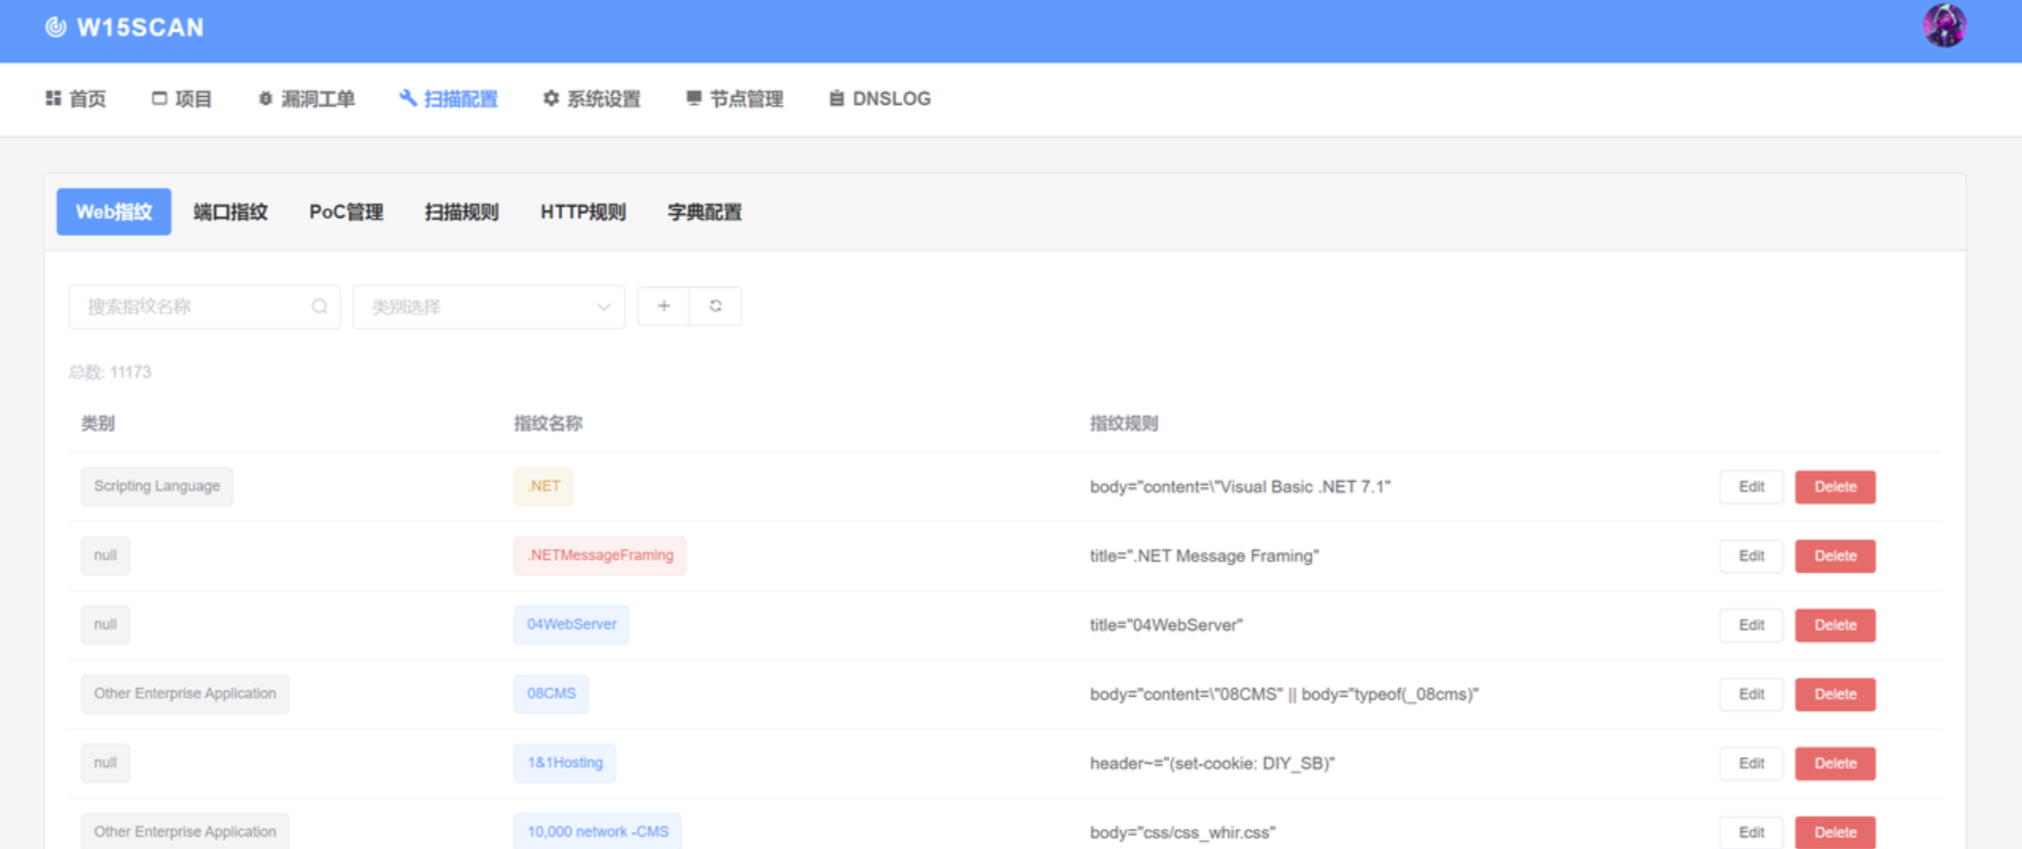 W15SCAN
首页 项目 漏洞工单 扫描配置 系统设置 节点管理 DNSLOG
Web指纹 端口指纹 PoC管理 扫描规则 HTTP规则 字典配置
搜索指纹名称 类别选择
总数: 11173
类别 指纹名称 指纹规则
Scripting Language .NET body="content=\"Visual Basic .NET 7.1" Edit Delete
null .NETMessageFraming title=".NET Message Framing" Edit Delete
null 04WebServer title="04WebServer" Edit Delete
Other Enterprise Application 08CMS body="content=\"08CMS" || body="typeof(_08cms)" Edit Delete
null 1&1Hosting header~="(set-cookie: DIY_SB)" Edit Delete
Other Enterprise Application 10,000 network -CMS body="css/css_whir.css" Edit Delete